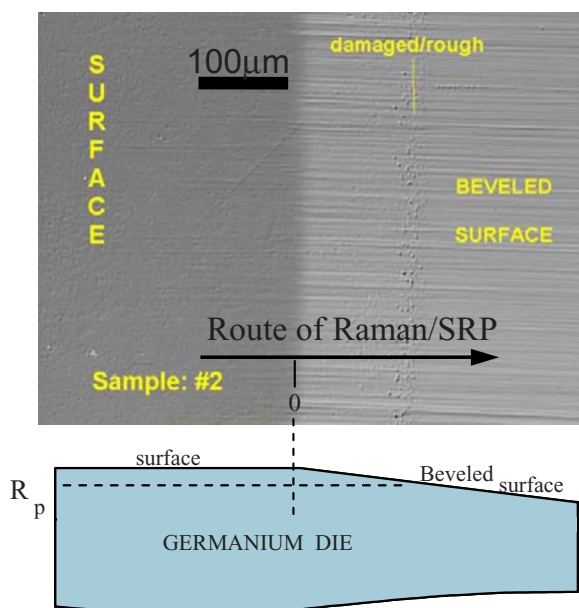 damaged/rough
S
U
R
F
A
C
E
100μm
BEVELED
SURFACE
Route of Raman/SRP
Sample: #2
0
surface
Beveled surface
R p
GERMANIUM DIE